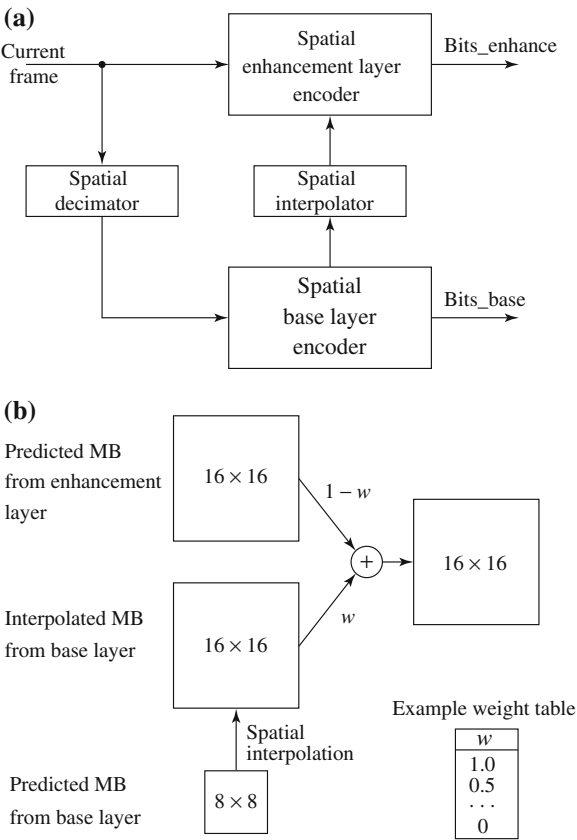 (a)
Current
frame
Spatial
enhancement layer
encoder
Bits_enhance
Spatial
decimator
Spatial
interpolator
Spatial
base layer
encoder
Bits_base
(b)
Predicted MB
from enhancement
layer
16 × 16
1 − w
+
16 × 16
Interpolated MB
from base layer
16 × 16
w
Spatial
interpolation
Predicted MB
from base layer
8 × 8
Example weight table
w
1.0
0.5
. . .
0